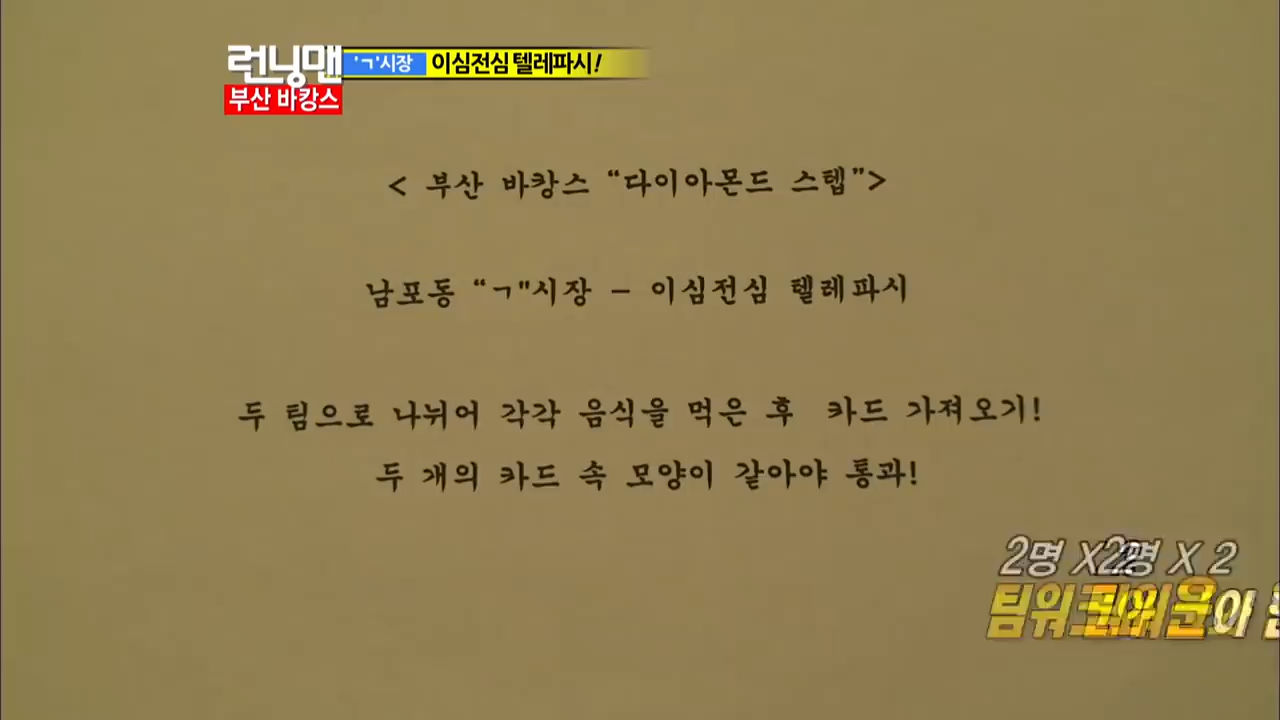 런닝맨 'ㄱ'시장 이심전심 텔레파시!
부산 바캉스
< 부산 바캉스 “다이아몬드 스텝”>
남포동 “ㄱ"시장 - 이심전심 텔레파시
두 팀으로 나뉘어 각각 음식을 먹은 후 카드 가져오기!
두 개의 카드 속 모양이 같아야 통과!
2명 X 2